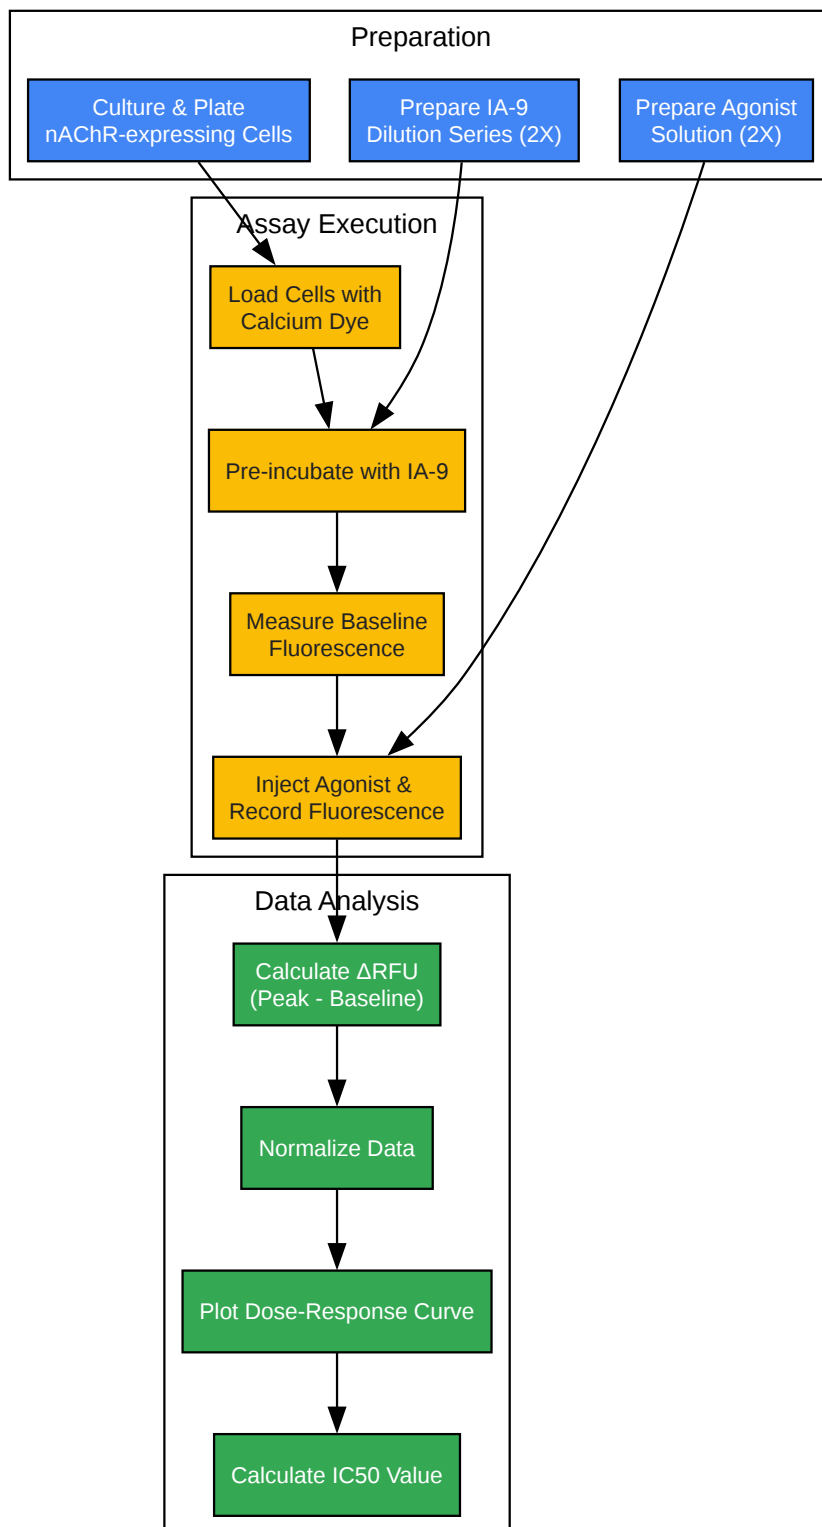 Preparation
Culture & Plate
nAChR-expressing Cells
Prepare IA-9
Dilution Series (2X)
Prepare Agonist
Solution (2X)
Assay Execution
Load Cells with
Calcium Dye
Pre-incubate with IA-9
Measure Baseline
Fluorescence
Inject Agonist &
Record Fluorescence
Data Analysis
Calculate ΔRFU
(Peak - Baseline)
Normalize Data
Plot Dose-Response Curve
Calculate IC50 Value